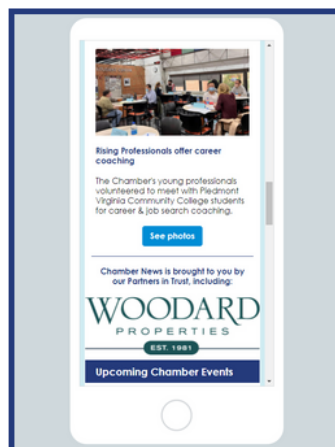 Rising Professionals offer career
coaching
The Chamber's young professionals
volunteered to meet with Piedmont
Virginia Community College students
for career & job search coaching.
See photos
Chamber News is brought to you by
our Partners in Trust, including:
WOODARD
PROPERTIES
EST. 1981
Upcoming Chamber Events